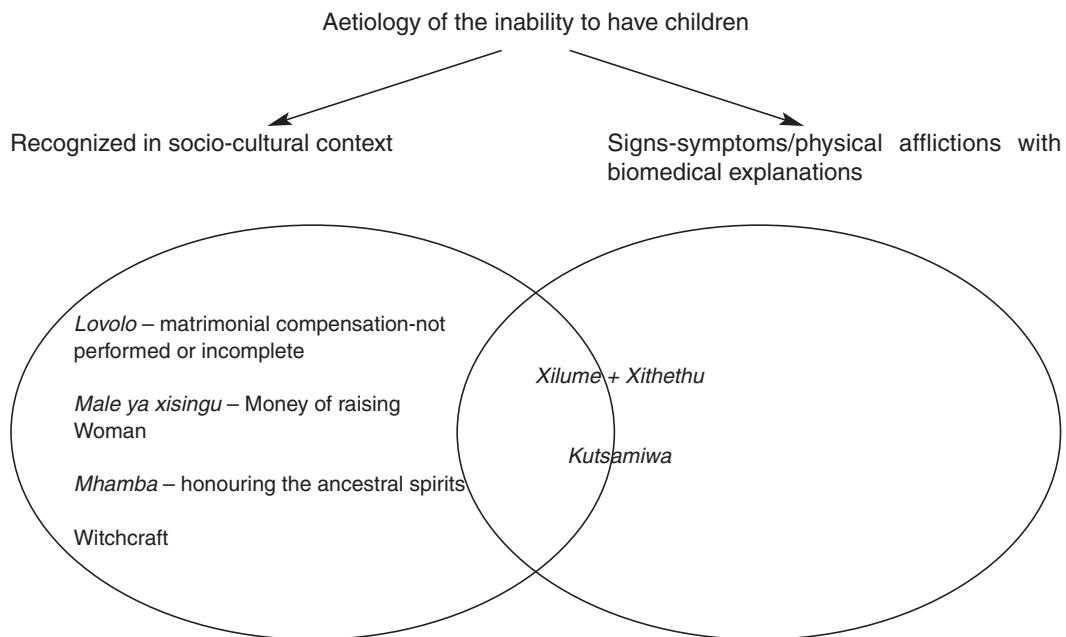 Aetiology of the inability to have children
Recognized in socio-cultural context
Signs-symptoms/physical afflictions with
biomedical explanations
Lovolo – matrimonial compensation-not
performed or incomplete
Male ya xisingu – Money of raising
Woman
Mhamba – honouring the ancestral spirits
Witchcraft
Xilume + Xithethu
Kutsamiwa